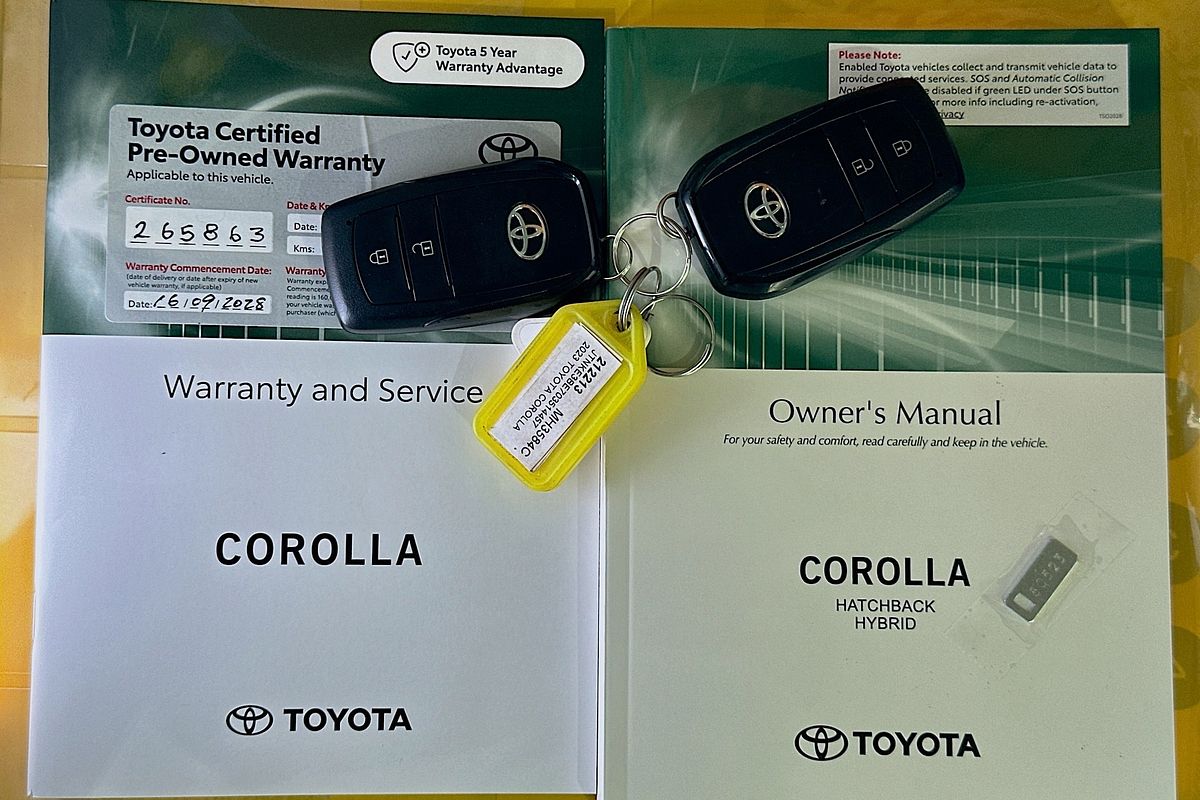 Toyota 5 Year
Warranty Advantage
Toyota Certified
Pre-Owned Warranty
Applicable to this vehicle.
Certificate No.
265863
Date & K
Date:
Kms:
Warranty Commencement Date:
(date of delivery or date after expiry of new
vehicle warranty, if applicable)
Date: 16/09/2028
Warranty
Warranty exp
Commencem
reading is 160,
your vehicle wa
purchaser (whic
Warranty and Service
COROLLA
TOYOTA
212213
MH3584C
JTNKE3BE703514457
2023 TOYOTA COROLLA
Please Note:
Enabled Toyota vehicles collect and transmit vehicle data to
provide connected services. SOS and Automatic Collision
disabled if green LED under SOS button
or more info including re-activation,
Owner's Manual
For your safety and comfort, read carefully and keep in the vehicle.
COROLLA
HATCHBACK
HYBRID
TOYOTA